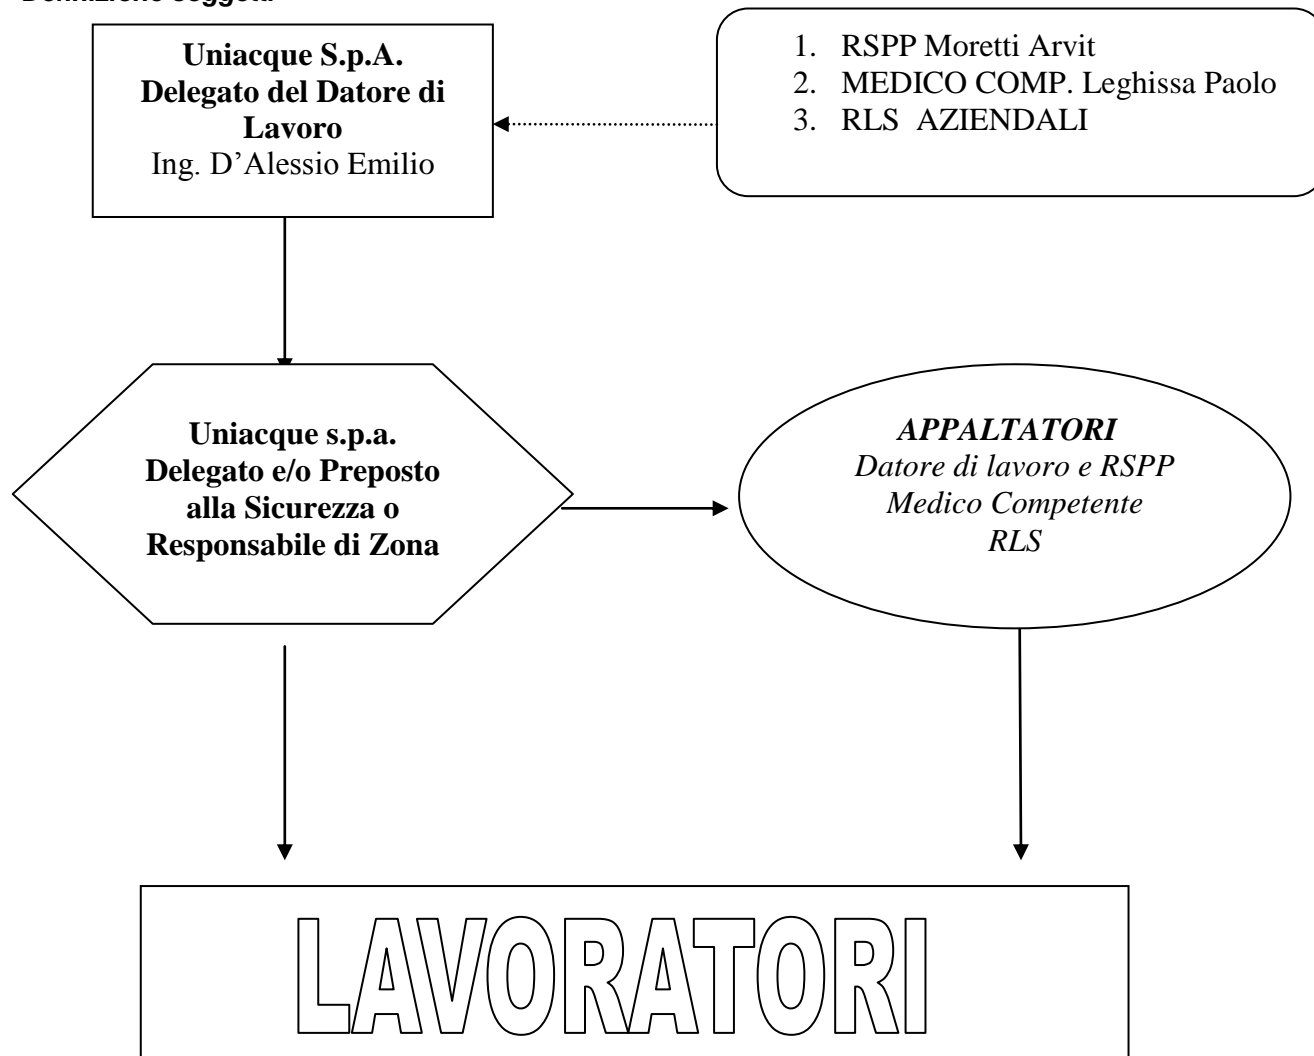 Definizione soggetti
Uniacque S.p.A.
Delegato del Datore di
Lavoro
Ing. D’Alessio Emilio
1. RSPP Moretti Arvit
2. MEDICO COMP. Leghissa Paolo
3. RLS AZIENDALI
Uniacque s.p.a.
Delegato e/o Preposto
alla Sicurezza o
Responsabile di Zona
APPALTATORI
Datore di lavoro e RSPP
Medico Competente
RLS
LAVORATORI